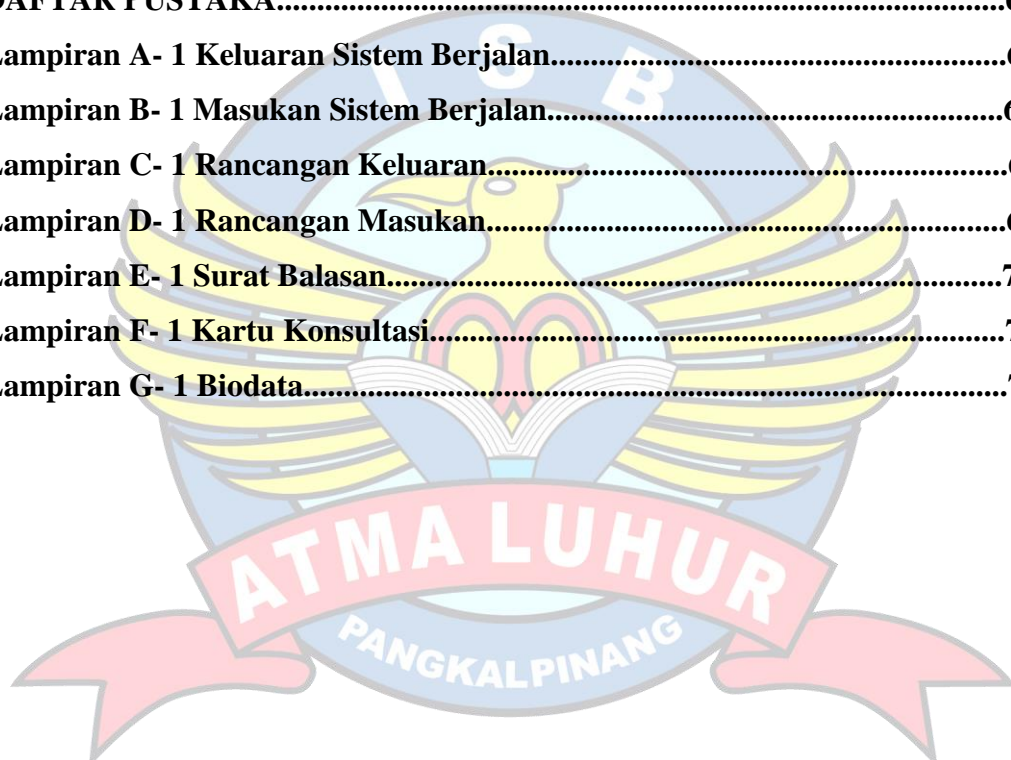 DAFTAR PUSTAKA
Lampiran A- 1 Keluaran Sistem Berjalan
Lampiran B- 1 Masukan Sistem Berjalan
Lampiran C- 1 Rancangan Keluaran
Lampiran D- 1 Rancangan Masukan
Lampiran E- 1 Surat Balasan
Lampiran F- 1 Kartu Konsultasi
Lampiran G- 1 Biodata
I S B
ATMA LUHUR
PANGKALPINANG